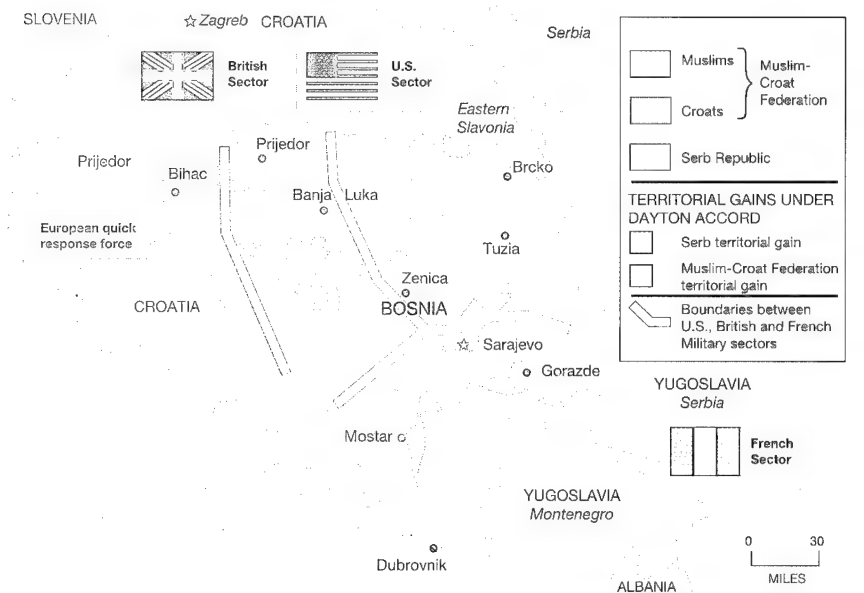 SLOVENIA
Zagreb CROATIA
British
Sector
U.S.
Sector
Serbia
Eastern
Slavonia
Prijedor
Bihac
Prijedor
Banja Luka
Brcko
Tuzia
European quick
response force
CROATIA
Zenica
BOSNIA
Sarajevo
Gorazde
Mostar
Dubrovnik
YUGOSLAVIA
Serbia
French
Sector
YUGOSLAVIA
Montenegro
ALBANIA
Muslims
Croats
Muslim-
Croat
Federation
Serb Republic
TERRITORIAL GAINS UNDER
DAYTON ACCORD
Serb territorial gain
Muslim-Croat Federation
territorial gain
Boundaries between
U.S., British and French
Military sectors
0 30
MILES